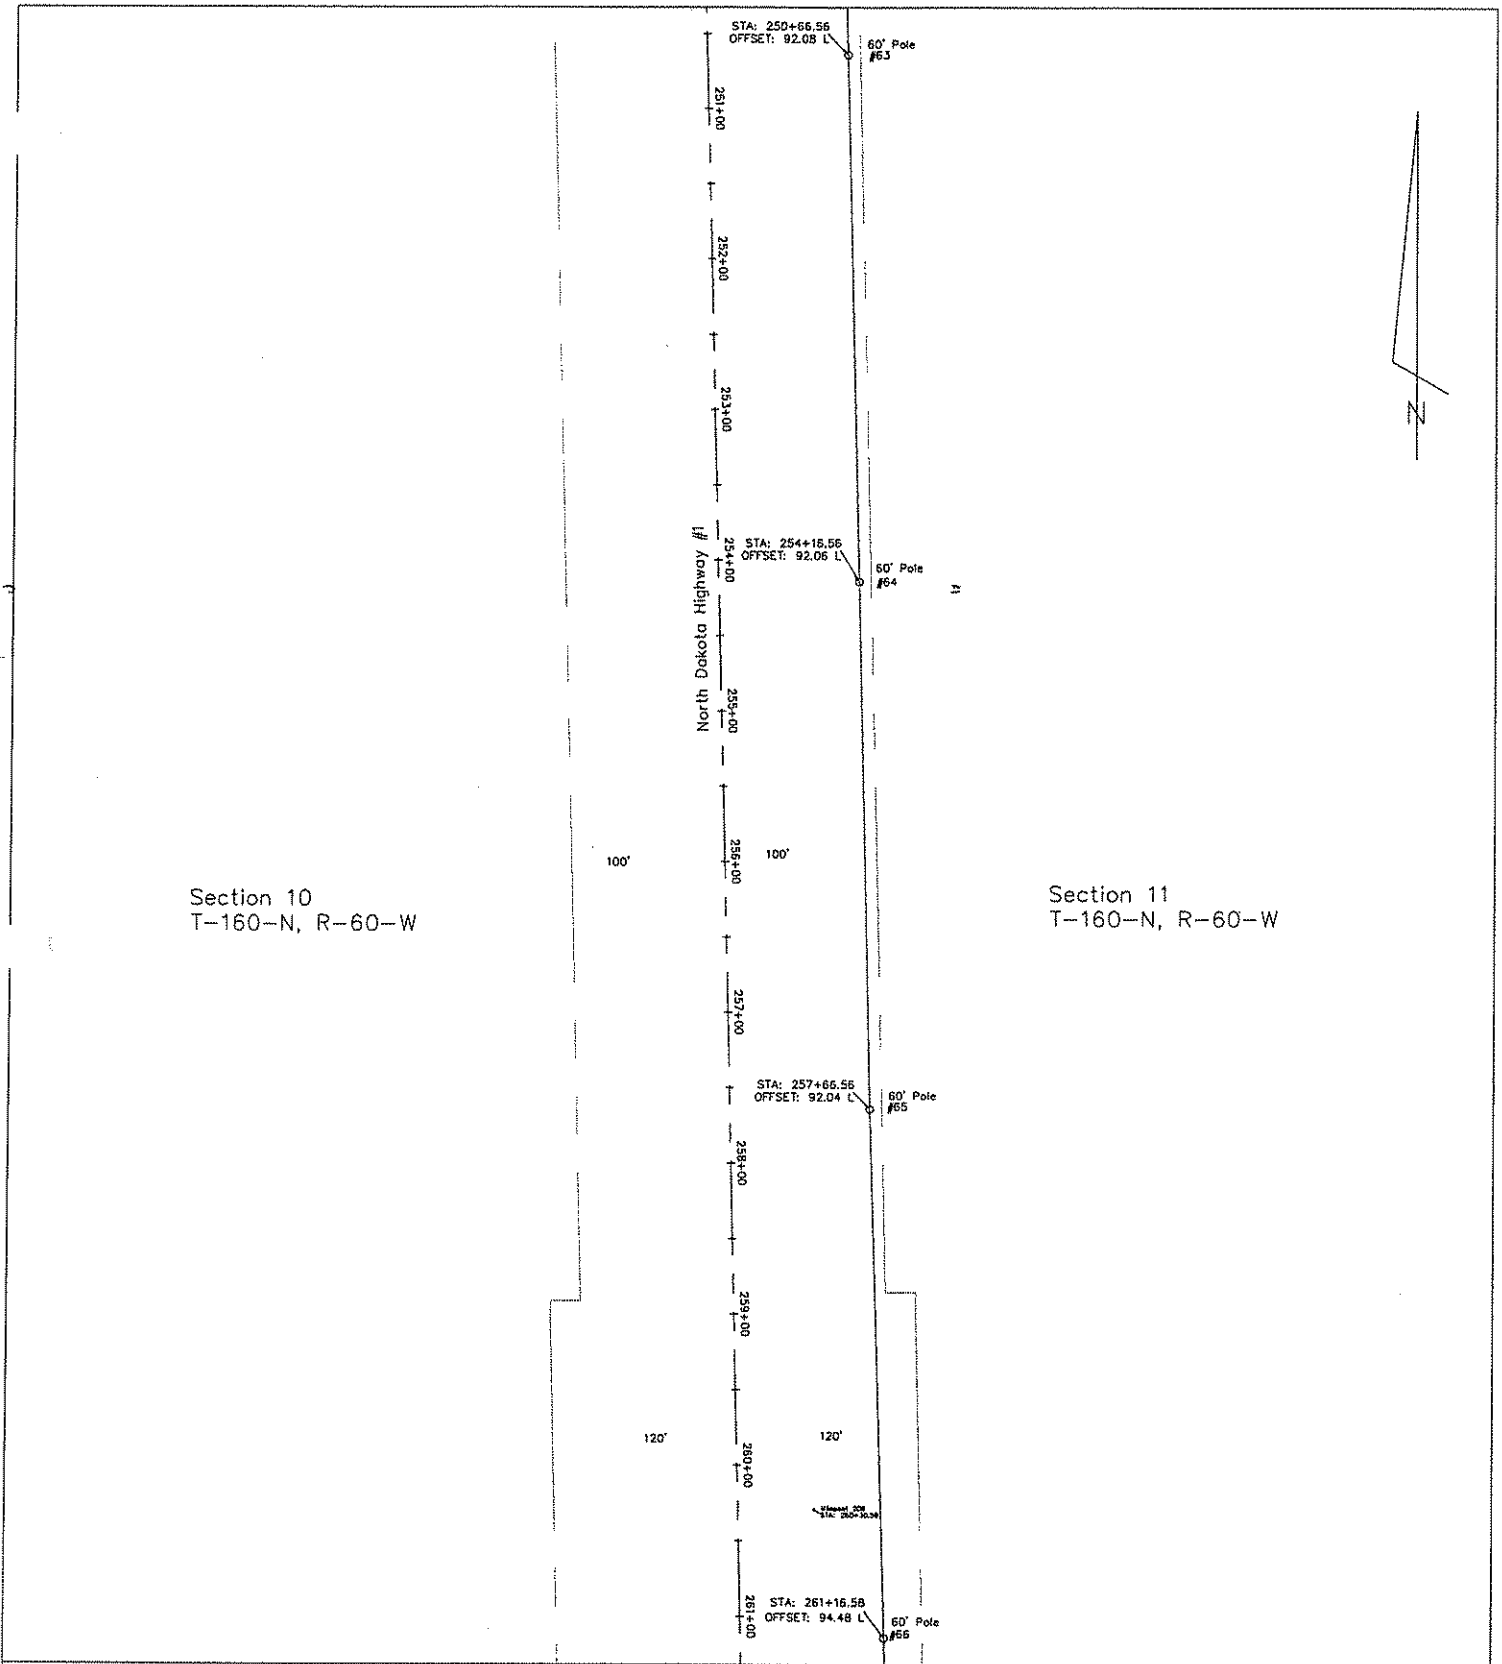 STA: 250+66.56
OFFSET: 92.08 L
60' Pole
#63
251+00
252+00
253+00
N
254+00
North Dakota Highway #1
STA: 254+16.56
OFFSET: 92.06 L
60' Pole
#64
255+00
256+00
100'
100'
Section 10
T-160-N, R-60-W
Section 11
T-160-N, R-60-W
257+00
STA: 257+66.56
OFFSET: 92.04 L
60' Pole
#65
258+00
259+00
120'
120'
260+00
STA:
261+00
STA: 261+16.58
OFFSET: 94.48 L
60' Pole
#66